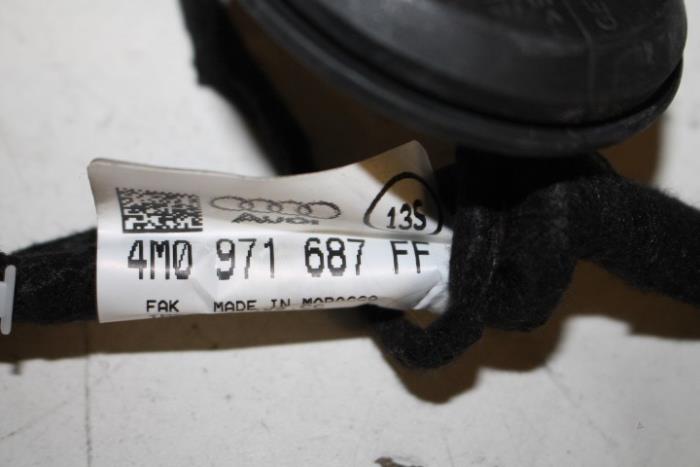 AUDI
13S
4M0 971 687 FF
FAK MADE IN MOROCCO